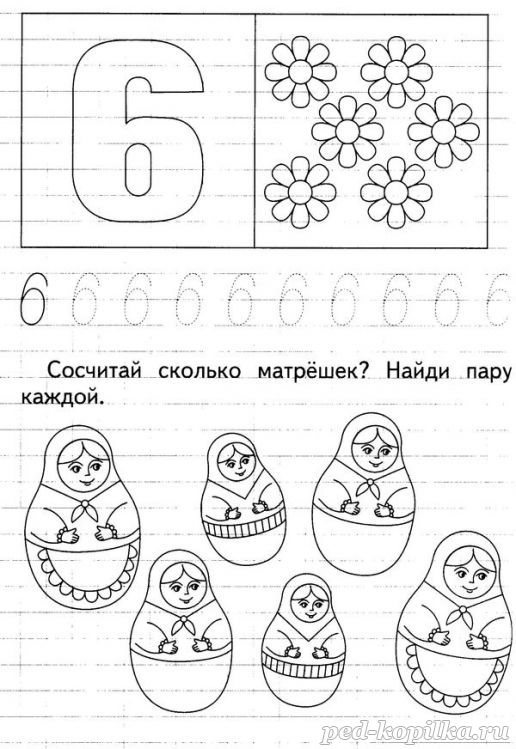 6
6 6 6 6 6 6 6 6 6 6
Сосчитай сколько матрёшек? Найди пару
каждой.
ped-kopilka.ru